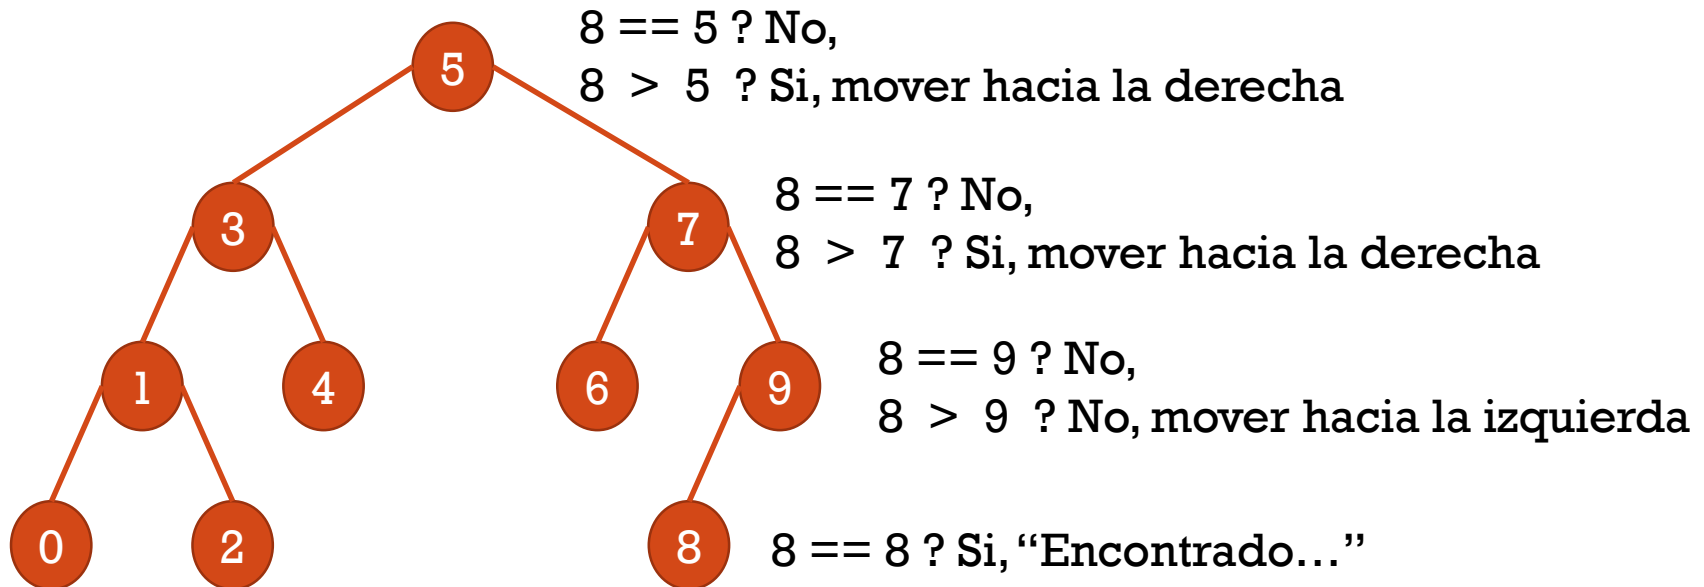 5
8 == 5 ? No,
8 > 5 ? Si, mover hacia la derecha
3
7
8 == 7 ? No,
8 > 7 ? Si, mover hacia la derecha
1
4
6
9
8 == 9 ? No,
8 > 9 ? No, mover hacia la izquierda
0
2
8
8 == 8 ? Si, “Encontrado...”